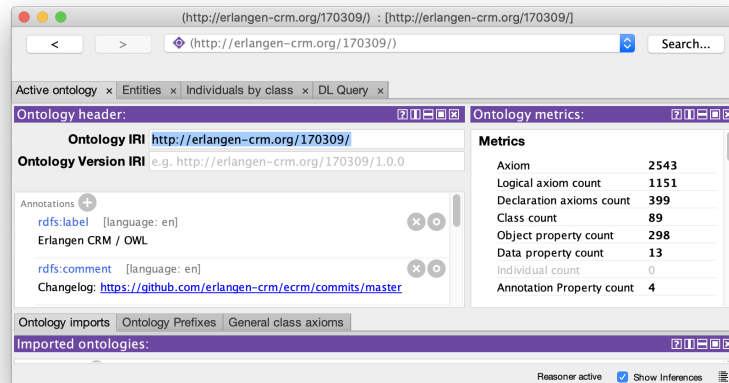 (http://erlangen-crm.org/170309/) : [http://erlangen-crm.org/170309/]
< > (http://erlangen-crm.org/170309/) Search...
Active ontology × Entities × Individuals by class × DL Query ×
Ontology header:
Ontology IRI http://erlangen-crm.org/170309/
Ontology Version IRI e.g. http://erlangen-crm.org/170309/1.0.0
Annotations
rdfs:label [language: en]
Erlangen CRM / OWL
rdfs:comment [language: en]
Changelog: https://github.com/erlangen-crm/ecrm/commits/master
Ontology metrics:
Metrics
Axiom 2543
Logical axiom count 1151
Declaration axioms count 399
Class count 89
Object property count 298
Data property count 13
Individual count 0
Annotation Property count 4
Ontology imports Ontology Prefixes General class axioms
Imported ontologies:
Reasoner active Show Inferences